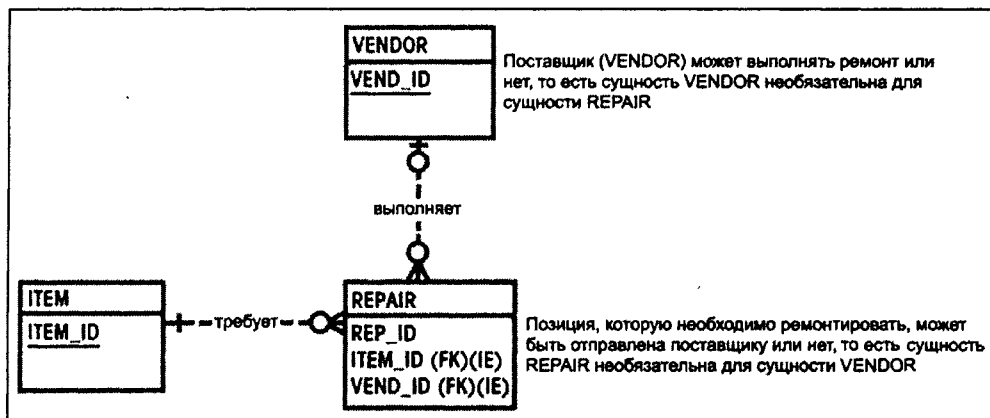 VENDOR
VEND_ID
Поставщик (VENDOR) может выполнять ремонт или
нет, то есть сущность VENDOR необязательна для
сущности REPAIR
выполняет
ITEM
ITEM_ID
требует
REPAIR
REP_ID
ITEM_ID (FK)(IE)
VEND_ID (FK)(IE)
Позиция, которую необходимо ремонтировать, может
быть отправлена поставщику или нет, то есть сущность
REPAIR необязательна для сущности VENDOR